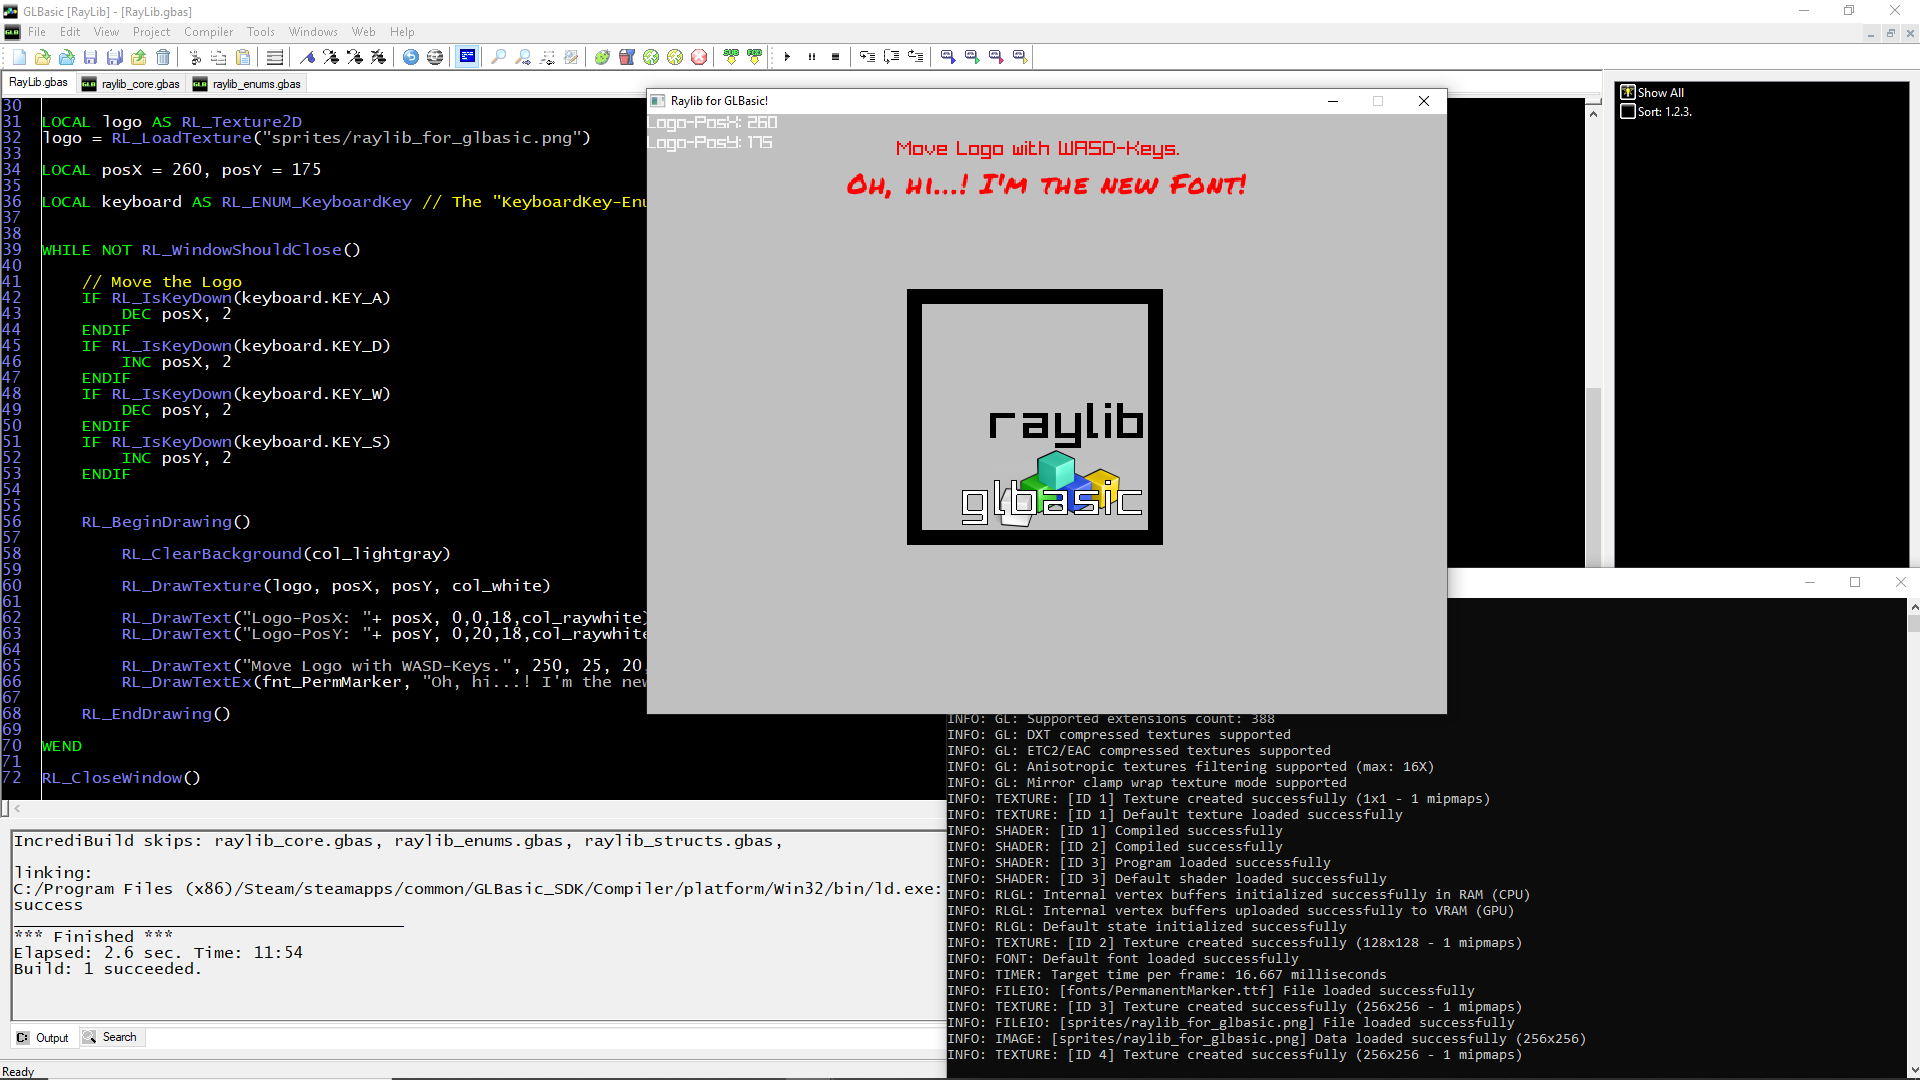 GLBasic [RayLib] - [RayLib.gbas]
File Edit View Project Compiler Tools Windows Web Help
RayLib.gbas raylib_core.gbas raylib_enums.gbas
30
31 LOCAL logo AS RL_Texture2D
32 logo = RL_LoadTexture("sprites/raylib_for_glbasic.png")
33
34 LOCAL posX = 260, posY = 175
35
36 LOCAL keyboard AS RL_ENUM_KeyboardKey // The "KeyboardKey-Enu
37
38
39 WHILE NOT RL_WindowShouldClose()
40
41 // Move the Logo
42 IF RL_IsKeyDown(keyboard.KEY_A)
43 DEC posX, 2
44 ENDIF
45 IF RL_IsKeyDown(keyboard.KEY_D)
46 INC posX, 2
47 ENDIF
48 IF RL_IsKeyDown(keyboard.KEY_W)
49 DEC posY, 2
50 ENDIF
51 IF RL_IsKeyDown(keyboard.KEY_S)
52 INC posY, 2
53 ENDIF
54
55
56 RL_BeginDrawing()
57
58 RL_ClearBackground(col_lightgray)
59
60 RL_DrawTexture(logo, posX, posY, col_white)
61
62 RL_DrawText("Logo-PosX: "+ posX, 0,0,18,col_raywhite)
63 RL_DrawText("Logo-PosY: "+ posY, 0,20,18,col_raywhite
64
65 RL_DrawText("Move Logo with WASD-Keys.", 250, 25, 20,
66 RL_DrawTextEx(fnt_PermMarker, "Oh, hi...! I'm the new
67
68 RL_EndDrawing()
69
70 WEND
71
72 RL_CloseWindow()
Raylib for GLBasic!
Logo-PosX: 260
Logo-PosY: 175
Move Logo with WASD-Keys.
Oh, hi...! I'm the new Font!
raylib
glbasic
Show All
Sort: 1.2.3.
INFO: GL: Supported extensions count: 388
INFO: GL: DXT compressed textures supported
INFO: GL: ETC2/EAC compressed textures supported
INFO: GL: Anisotropic textures filtering supported (max: 16X)
INFO: GL: Mirror clamp wrap texture mode supported
INFO: TEXTURE: [ID 1] Texture created successfully (1x1 - 1 mipmaps)
INFO: TEXTURE: [ID 1] Default texture loaded successfully
INFO: SHADER: [ID 1] Compiled successfully
INFO: SHADER: [ID 2] Compiled successfully
INFO: SHADER: [ID 3] Program loaded successfully
INFO: SHADER: [ID 3] Default shader loaded successfully
INFO: RLGL: Internal vertex buffers initialized successfully in RAM (CPU)
INFO: RLGL: Internal vertex buffers uploaded successfully to VRAM (GPU)
INFO: RLGL: Default state initialized successfully
INFO: TEXTURE: [ID 2] Texture created successfully (128x128 - 1 mipmaps)
INFO: FONT: Default font loaded successfully
INFO: TIMER: Target time per frame: 16.667 milliseconds
INFO: FILEIO: [fonts/PermanentMarker.ttf] File loaded successfully
INFO: TEXTURE: [ID 3] Texture created successfully (256x256 - 1 mipmaps)
INFO: FILEIO: [sprites/raylib_for_glbasic.png] File loaded successfully
INFO: IMAGE: [sprites/raylib_for_glbasic.png] Data loaded successfully (256x256)
INFO: TEXTURE: [ID 4] Texture created successfully (256x256 - 1 mipmaps)
IncrediBuild skips: raylib_core.gbas, raylib_enums.gbas, raylib_structs.gbas,
linking:
C:/Program Files (x86)/Steam/steamapps/common/GLBasic_SDK/Compiler/platform/Win32/bin/ld.exe:
success
*** Finished ***
Elapsed: 2.6 sec. Time: 11:54
Build: 1 succeeded.
Output Search
Ready